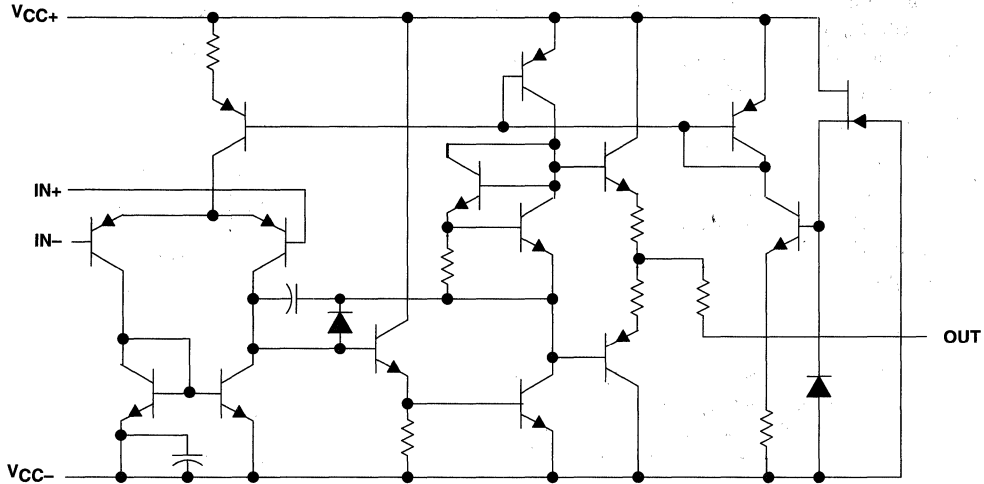 VCC+
IN+
IN–
OUT
VCC–